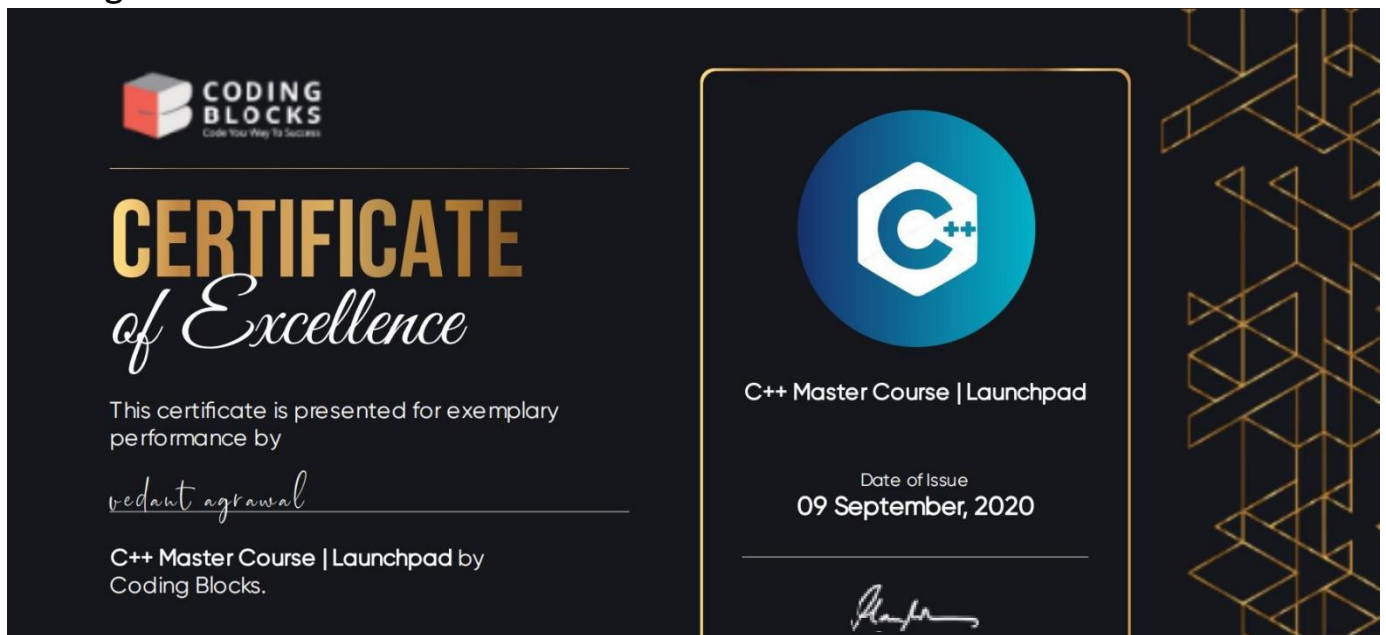 CODING
BLOCKS
Code Your Way To Success
CERTIFICATE
of Excellence
This certificate is presented for exemplary
performance by
vedant agrawal
C++ Master Course | Launchpad by
Coding Blocks.
C++
C++ Master Course | Launchpad
Date of Issue
09 September, 2020